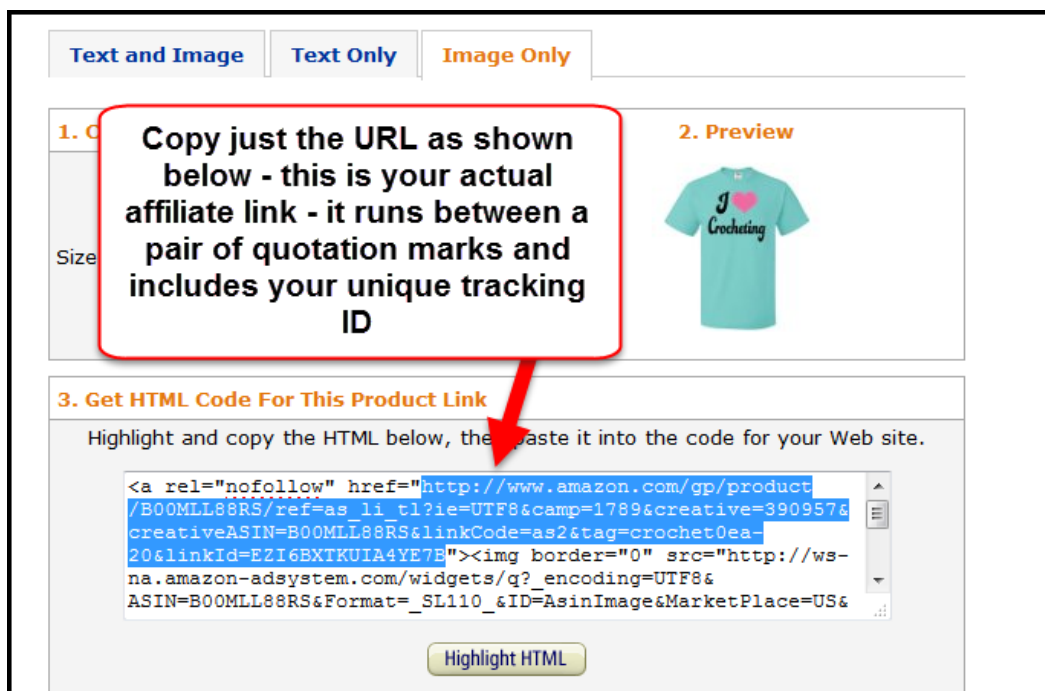 Text and Image
Text Only
Image Only
1.
2. Preview
Copy just the URL as shown
below - this is your actual
affiliate link - it runs between a
pair of quotation marks and
includes your unique tracking
ID
I
Crocheting
Size
3. Get HTML Code For This Product Link
Highlight and copy the HTML below, the paste it into the code for your Web site.
<a rel="nofollow" href="http://www.amazon.com/gp/product
/B00MLL88RS/ref=as_li_tl?ie=UTF8&camp=1789&creative=390957&
creativeASIN=B00MLL88RS&linkCode=as2&tag=crochet0ea-
20&linkId=EZI6BXTKUIA4YE7B"><img border="0" src="http://ws-
na.amazon-adsystem.com/widgets/q?_encoding=UTF8&
ASIN=B00MLL88RS&Format=_SL110_&ID=AsinImage&MarketPlace=US&
Highlight HTML